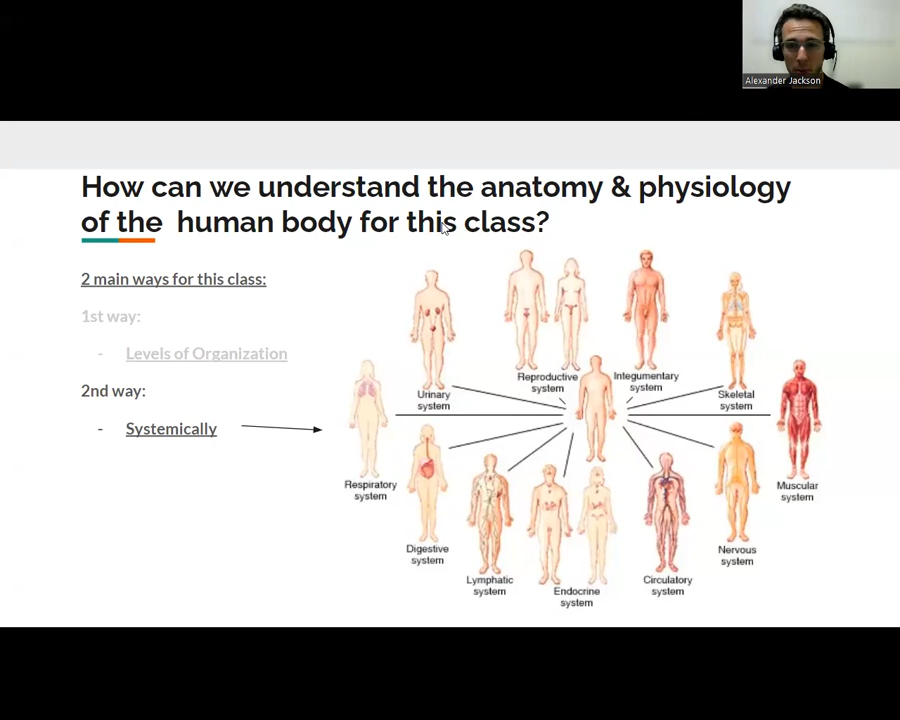 Alexander Jackson
How can we understand the anatomy & physiology
of the human body for this class?
2 main ways for this class:
1st way:
- Levels of Organization
2nd way:
- Systemically
Urinary
system
Reproductive
system
Integumentary
system
Skeletal
system
Respiratory
system
Muscular
system
Digestive
system
Lymphatic
system
Endocrine
system
Circulatory
system
Nervous
system